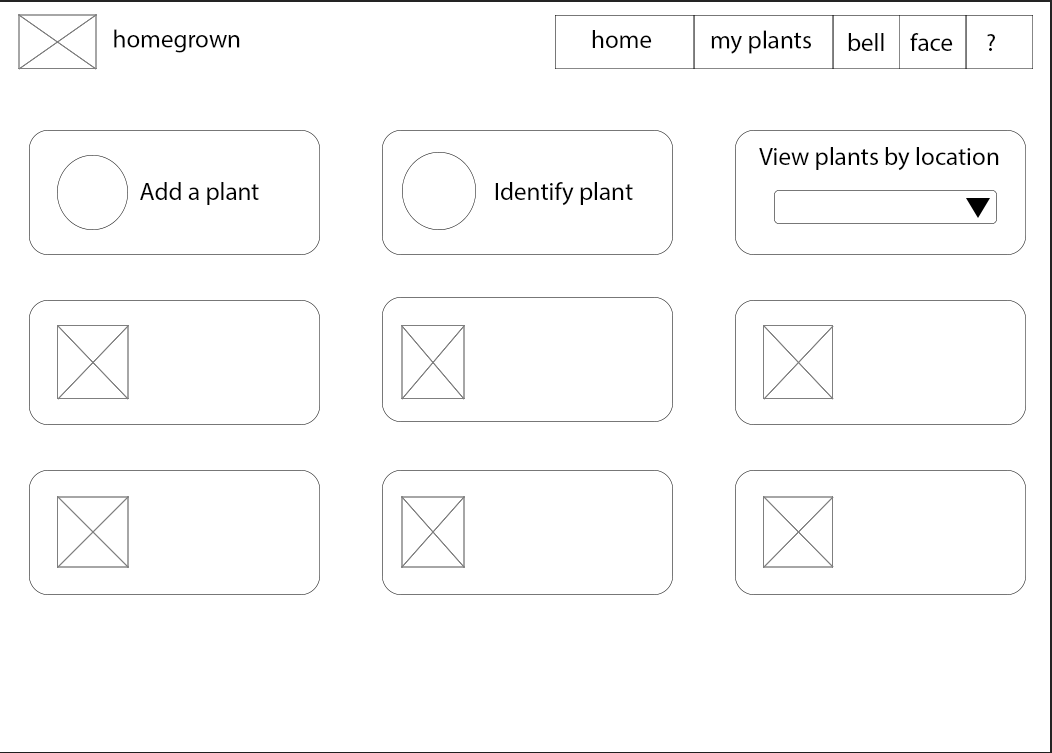 homegrown
home
my plants
bell
face
?
Add a plant
Identify plant
View plants by location